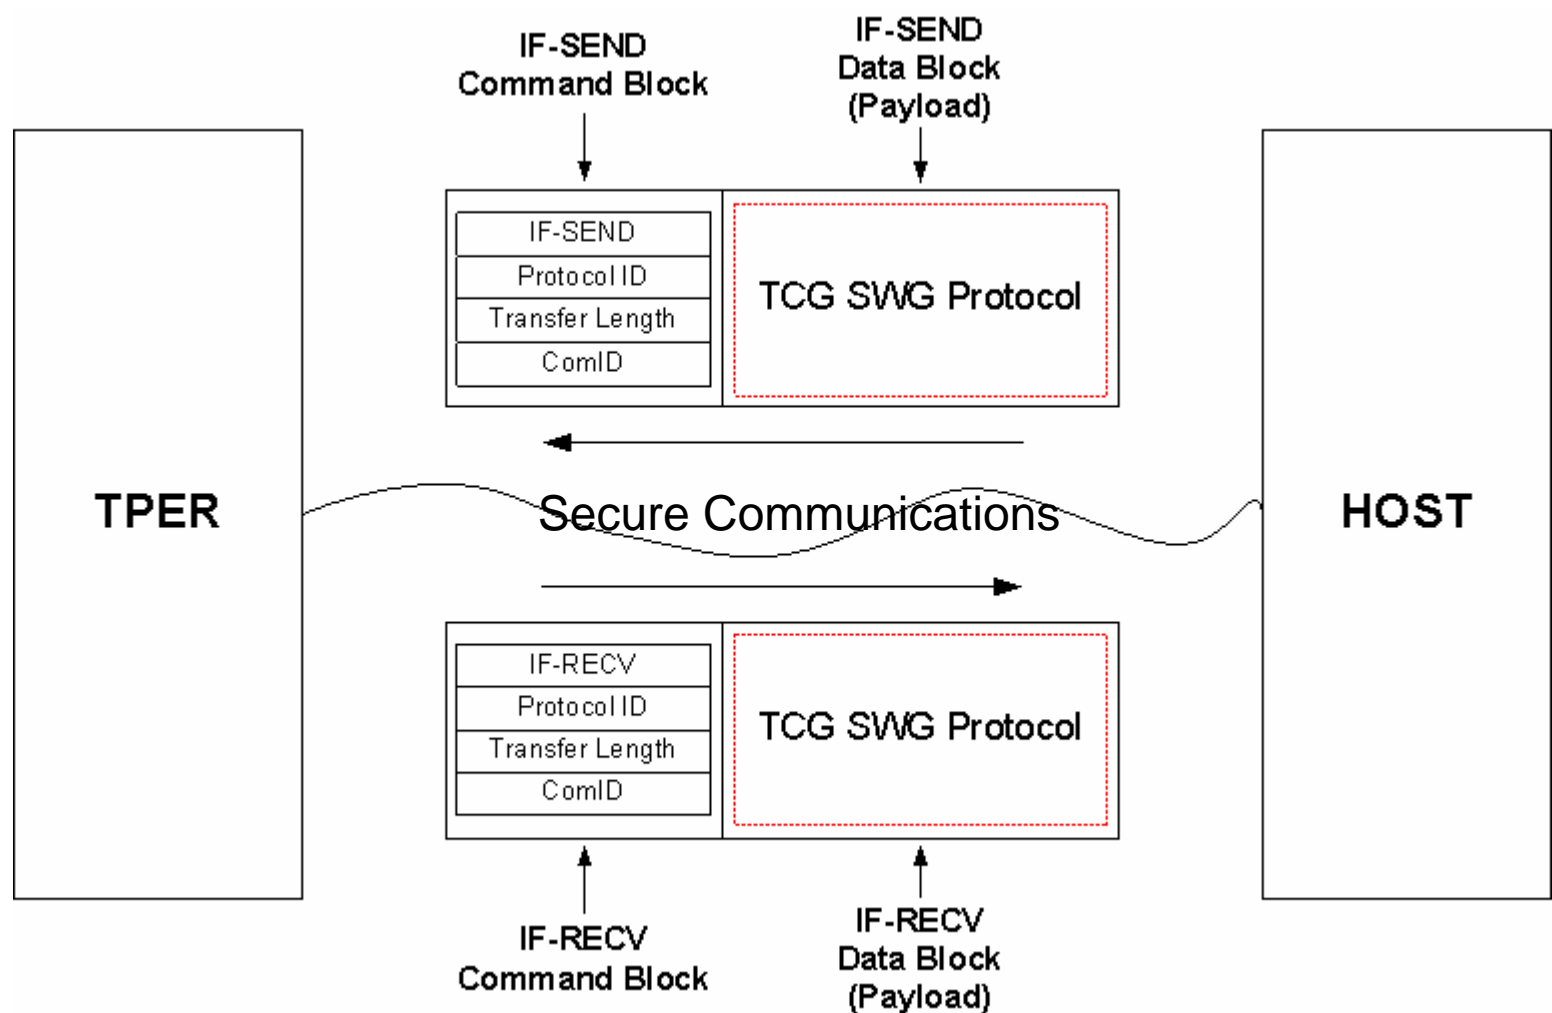 IF-SEND
Command Block
IF-SEND
Data Block
(Payload)
IF-SEND
Protocol ID
Transfer Length
ComID
TCG SWG Protocol
TPER
Secure Communications
HOST
IF-RECV
Protocol ID
Transfer Length
ComID
TCG SWG Protocol
IF-RECV
Command Block
IF-RECV
Data Block
(Payload)